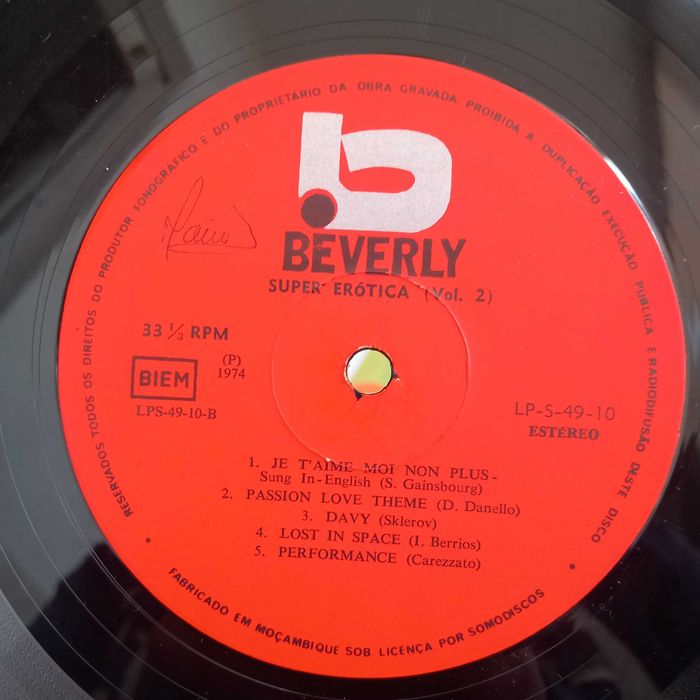 RESERVADOS TODOS OS DIREITOS DO PRODUTOR FONOGRÁFICO E DO PROPRIETÁRIO DA OBRA GRAVADA. PROIBIDA A DUPLICAÇÃO EXECUÇÃO PÚBLICA E RADIODIFUSÃO DESTE DISCO
b
BEVERLY
SUPER ERÓTICA (Vol. 2)
33 1/3 RPM
(P)
1974
BIEM
LPS-49-10-B
LP-S-49-10
ESTÉREO
1. JE T'AIME MOI NON PLUS-
Sung In-English (S. Gainsbourg)
2. PASSION LOVE THEME (D. Danello)
3. DAVY (Sklerov)
4. LOST IN SPACE (I. Berrios)
5. PERFORMANCE (Carezzato)
FABRICADO EM MOÇAMBIQUE SOB LICENÇA POR SOMODISCOS